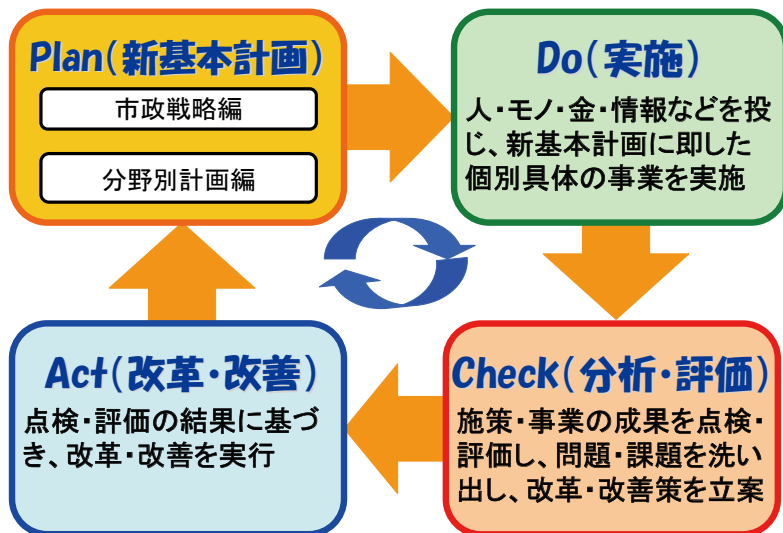 Plan(新基本計画)
市政戦略編
分野別計画編
Do(実施)
人・モノ・金・情報などを投
じ、新基本計画に即した
個別具体の事業を実施
Act(改革・改善)
点検・評価の結果に基づ
き、改革・改善を実行
Check(分析・評価)
施策・事業の成果を点検・
評価し、問題・課題を洗い
出し、改革・改善策を立案